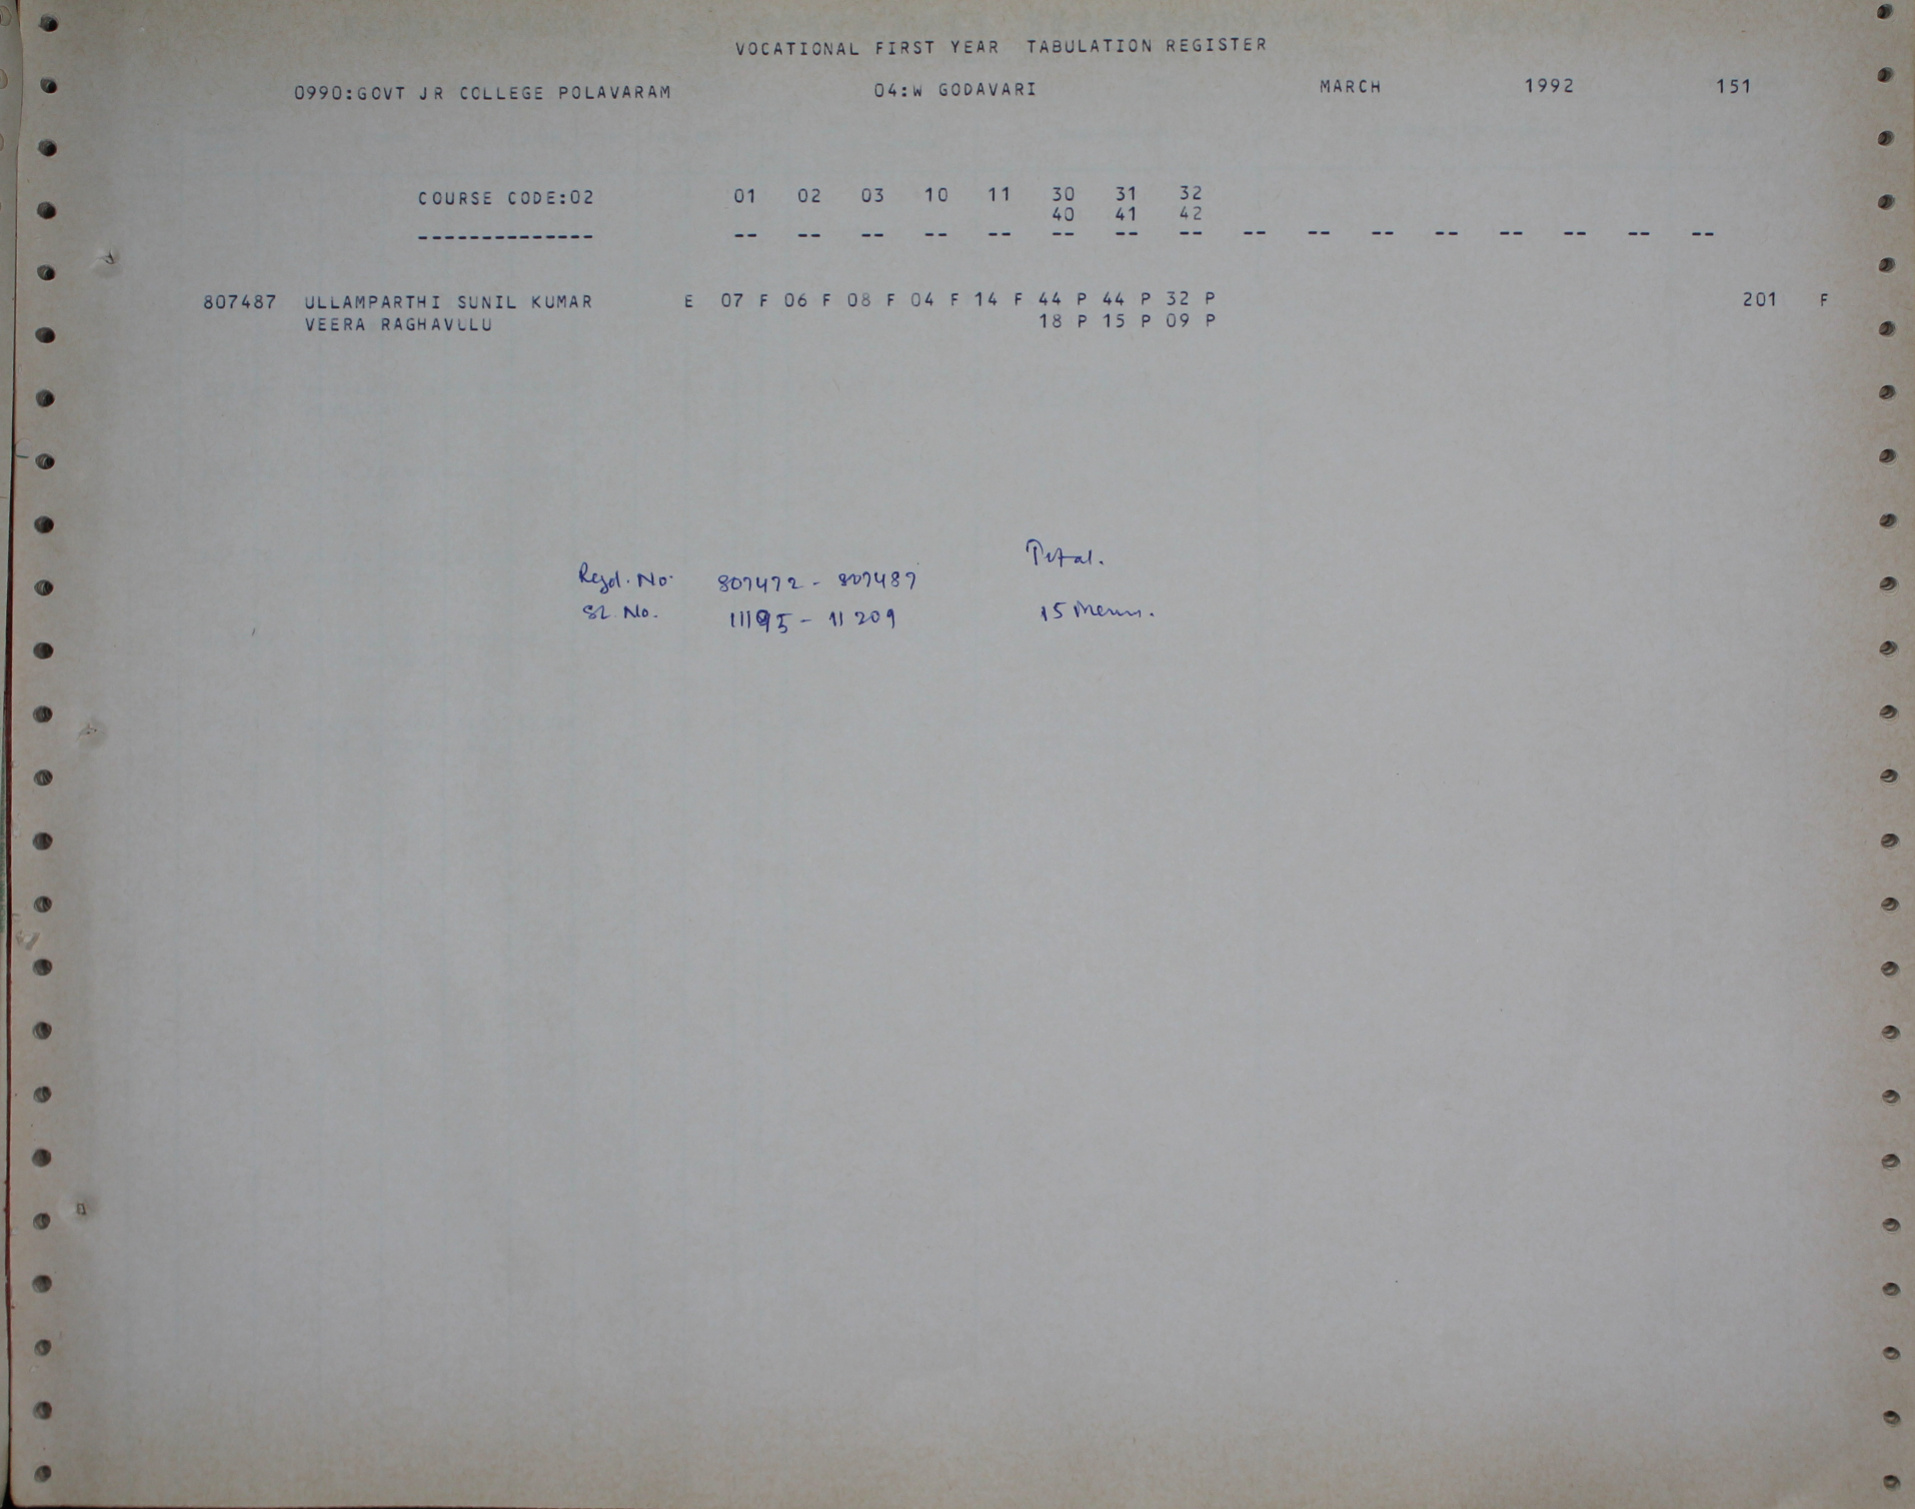 VOCATIONAL FIRST YEAR TABULATION REGISTER
0990:GOVT JR COLLEGE POLAVARAM 04:W GODAVARI MARCH 1992 151
COURSE CODE:02 01 02 03 10 11 30 31 32
40 41 42
-------------- -- -- -- -- -- -- -- -- -- -- -- -- -- -- -- --
807487 ULLAMPARTHI SUNIL KUMAR E 07 F 06 F 08 F 04 F 14 F 44 P 44 P 32 P 201 F
VEERA RAGHAVULU 18 P 15 P 09 P
Total.
Regd. No. 807472 - 807487
Sl. No. 11195 - 11209 15